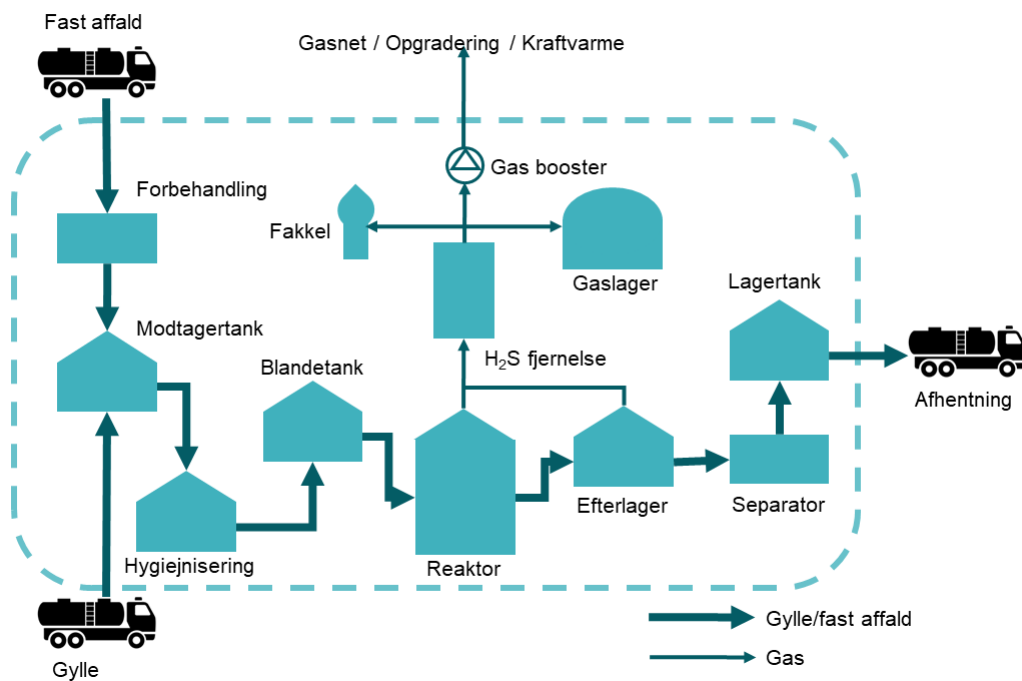 Fast affald
Gasnet / Opgradering / Kraftvarme
Gas booster
Forbehandling
Fakkel
Gaslager
Lagertank
Modtagertank
H₂S fjernelse
Blandetank
Afhentning
Efterlager
Separator
Hygiejnisering
Reaktor
Gylle/fast affald
Gas
Gylle